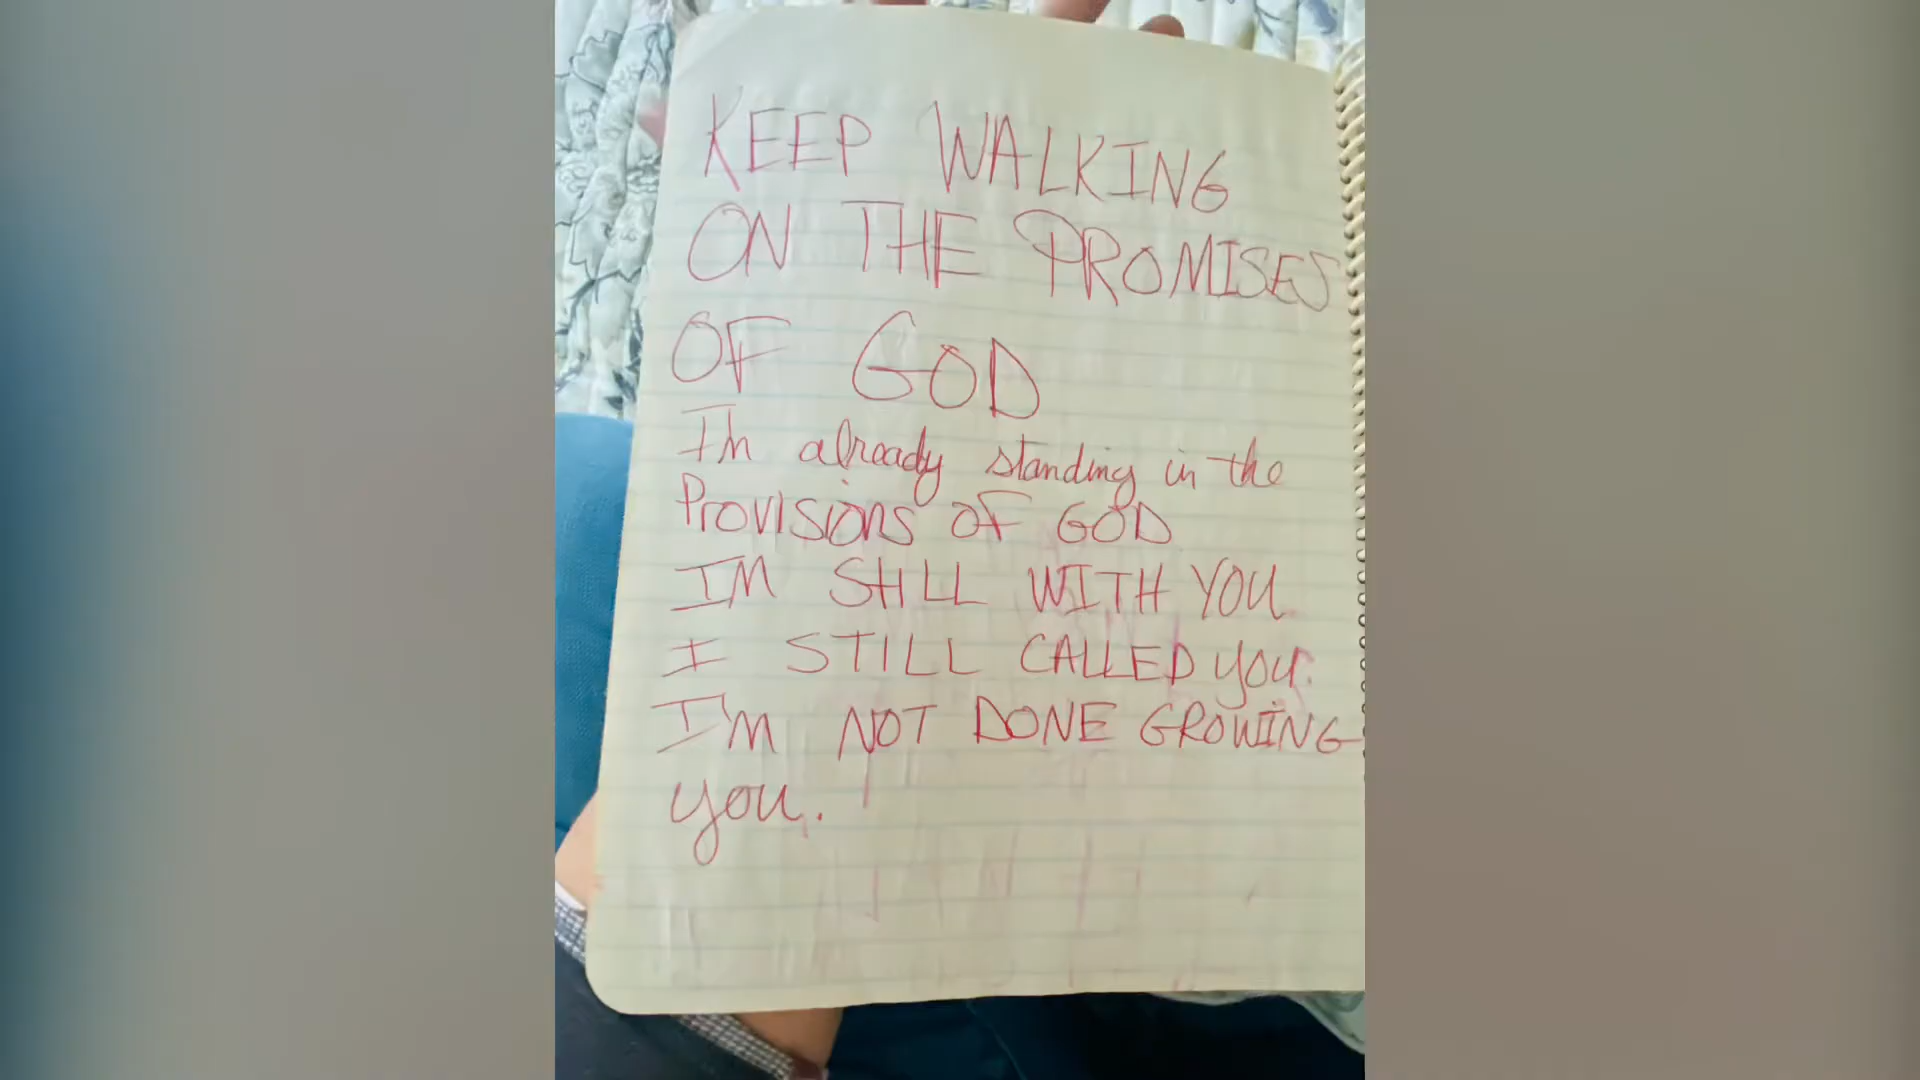 KEEP WALKING
ON THE PROMISES
OF GOD
I'm already standing in the
Provisions OF GOD
IM STILL WITH YOU
I STILL CALLED you.
I'm NOT DONE GROWING
you.